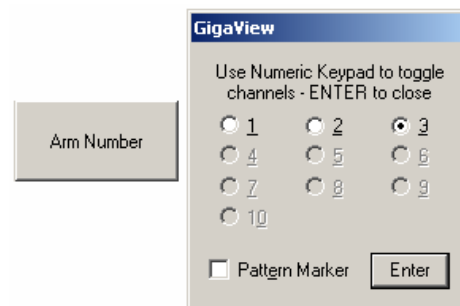 Arm Number
GigaView
Use Numeric Keypad to toggle
channels - ENTER to close
1 2 3
4 5 6
7 8 9
10
Pattern Marker Enter